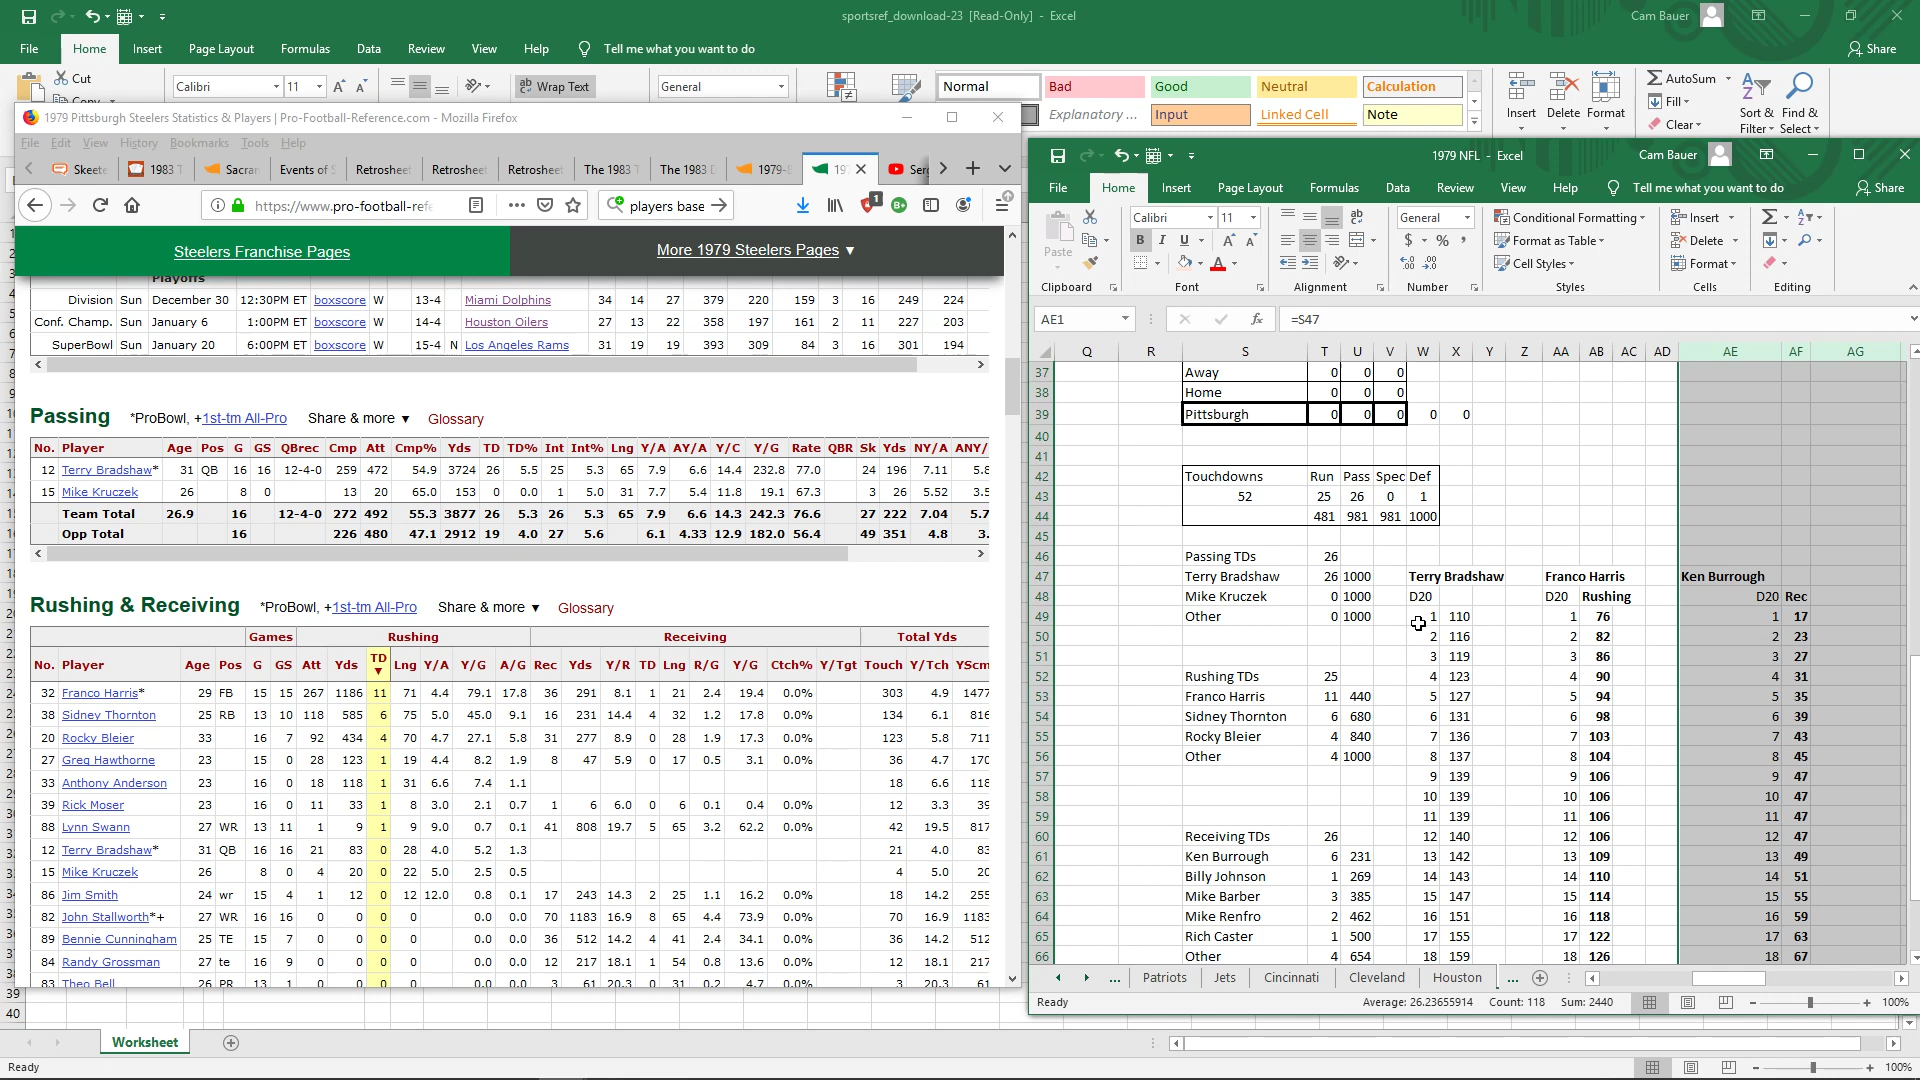 sportsref_download-23 [Read-Only] - Excel
Cam Bauer
File Home Insert Page Layout Formulas Data Review View Help Tell me what you want to do
Share
Cut
Calibri 11
Wrap Text
General
Normal Bad Good Neutral Calculation
Explanatory ... Input Linked Cell Note
Insert Delete Format
AutoSum
Fill
Clear
Sort & Filter
Find & Select
1979 Pittsburgh Steelers Statistics & Players | Pro-Football-Reference.com - Mozilla Firefox
File Edit View History Bookmarks Tools Help
Skeete 1983 Sacran Events of Retrosheet Retrosheet Retrosheet The 1983 The 1983 1979-8 197
https://www.pro-football-refe
players base
Steelers Franchise Pages
More 1979 Steelers Pages ▼
Playoffs
Division Sun December 30 12:30PM ET boxscore W 13-4 Miami Dolphins 34 14 27 379 220 159 3 16 249 224
Conf. Champ. Sun January 6 1:00PM ET boxscore W 14-4 Houston Oilers 27 13 22 358 197 161 2 11 227 203
SuperBowl Sun January 20 6:00PM ET boxscore W 15-4 N Los Angeles Rams 31 19 19 393 309 84 3 16 301 194
Passing *ProBowl, +1st-tm All-Pro Share & more ▼ Glossary
No. Player Age Pos G GS QBrec Cmp Att Cmp% Yds TD TD% Int Int% Lng Y/A AY/A Y/C Y/G Rate QBR Sk Yds NY/A ANY/
12 Terry Bradshaw* 31 QB 16 16 12-4-0 259 472 54.9 3724 26 5.5 25 5.3 65 7.9 6.6 14.4 232.8 77.0 24 196 7.11 5.8
15 Mike Kruczek 26 8 0 13 20 65.0 153 0 0.0 1 5.0 31 7.7 5.4 11.8 19.1 67.3 3 26 5.52 3.5
Team Total 26.9 16 12-4-0 272 492 55.3 3877 26 5.3 26 5.3 65 7.9 6.6 14.3 242.3 76.6 27 222 7.04 5.7
Opp Total 16 226 480 47.1 2912 19 4.0 27 5.6 6.1 4.33 12.9 182.0 56.4 49 351 4.8 3.
Rushing & Receiving *ProBowl, +1st-tm All-Pro Share & more ▼ Glossary
Games Rushing Receiving Total Yds
No. Player Age Pos G GS Att Yds TD ▼ Lng Y/A Y/G A/G Rec Yds Y/R TD Lng R/G Y/G Ctch% Y/Tgt Touch Y/Tch YScm
32 Franco Harris* 29 FB 15 15 267 1186 11 71 4.4 79.1 17.8 36 291 8.1 1 21 2.4 19.4 0.0% 303 4.9 1477
38 Sidney Thornton 25 RB 13 10 118 585 6 75 5.0 45.0 9.1 16 231 14.4 4 32 1.2 17.8 0.0% 134 6.1 816
20 Rocky Bleier 33 16 7 92 434 4 70 4.7 27.1 5.8 31 277 8.9 0 28 1.9 17.3 0.0% 123 5.8 711
27 Greg Hawthorne 23 15 0 28 123 1 19 4.4 8.2 1.9 8 47 5.9 0 17 0.5 3.1 0.0% 36 4.7 170
33 Anthony Anderson 23 16 0 18 118 1 31 6.6 7.4 1.1 18 6.6 118
39 Rick Moser 23 16 0 11 33 1 8 3.0 2.1 0.7 1 6 6.0 0 6 0.1 0.4 0.0% 12 3.3 39
88 Lynn Swann 27 WR 13 11 1 9 1 9 9.0 0.7 0.1 41 808 19.7 5 65 3.2 62.2 0.0% 42 19.5 817
12 Terry Bradshaw* 31 QB 16 16 21 83 0 28 4.0 5.2 1.3 21 4.0 83
15 Mike Kruczek 26 8 0 4 20 0 22 5.0 2.5 0.5 4 5.0 20
86 Jim Smith 24 wr 15 4 1 12 0 12 12.0 0.8 0.1 17 243 14.3 2 25 1.1 16.2 0.0% 18 14.2 255
82 John Stallworth*+ 27 WR 16 16 0 0 0 0 0.0 0.0 70 1183 16.9 8 65 4.4 73.9 0.0% 70 16.9 1183
89 Bennie Cunningham 25 TE 15 7 0 0 0 0 0.0 0.0 36 512 14.2 4 41 2.4 34.1 0.0% 36 14.2 512
84 Randy Grossman 27 te 16 9 0 0 0 0 0.0 0.0 12 217 18.1 1 54 0.8 13.6 0.0% 12 18.1 217
83 Theo Bell 26 PR 13 1 0 0 0 0 0.0 0.0 3 61 20.3 0 31 0.2 4.7 0.0% 3 20.3 61
39
40
Worksheet
Ready
100%
1979 NFL - Excel
Cam Bauer
File Home Insert Page Layout Formulas Data Review View Help Tell me what you want to do Share
Paste
Calibri 11
B I U
General
Conditional Formatting
Format as Table
Cell Styles
Insert
Delete
Format
Clipboard Font Alignment Number Styles Cells Editing
AE1 fx =S47
Q R S T U V W X Y Z AA AB AC AD AE AF AG
37 Away 0 0 0
38 Home 0 0 0
39 Pittsburgh 0 0 0 0 0
40
41
42 Touchdowns Run Pass Spec Def
43 52 25 26 0 1
44 481 981 981 1000
45
46 Passing TDs 26
47 Terry Bradshaw 26 1000 Terry Bradshaw Franco Harris Ken Burrough
48 Mike Kruczek 0 1000 D20 D20 Rushing D20 Rec
49 Other 0 1000 1 110 1 76 1 17
50 2 116 2 82 2 23
51 3 119 3 86 3 27
52 Rushing TDs 25 4 123 4 90 4 31
53 Franco Harris 11 440 5 127 5 94 5 35
54 Sidney Thornton 6 680 6 131 6 98 6 39
55 Rocky Bleier 4 840 7 136 7 103 7 43
56 Other 4 1000 8 137 8 104 8 45
57 9 139 9 106 9 47
58 10 139 10 106 10 47
59 11 139 11 106 11 47
60 Receiving TDs 26 12 140 12 106 12 47
61 Ken Burrough 6 231 13 142 13 109 13 49
62 Billy Johnson 1 269 14 143 14 110 14 51
63 Mike Barber 3 385 15 147 15 114 15 55
64 Mike Renfro 2 462 16 151 16 118 16 59
65 Rich Caster 1 500 17 155 17 122 17 63
66 Other 4 654 18 159 18 126 18 67
... Patriots Jets Cincinnati Cleveland Houston ...
Ready Average: 26.23655914 Count: 118 Sum: 2440 100%